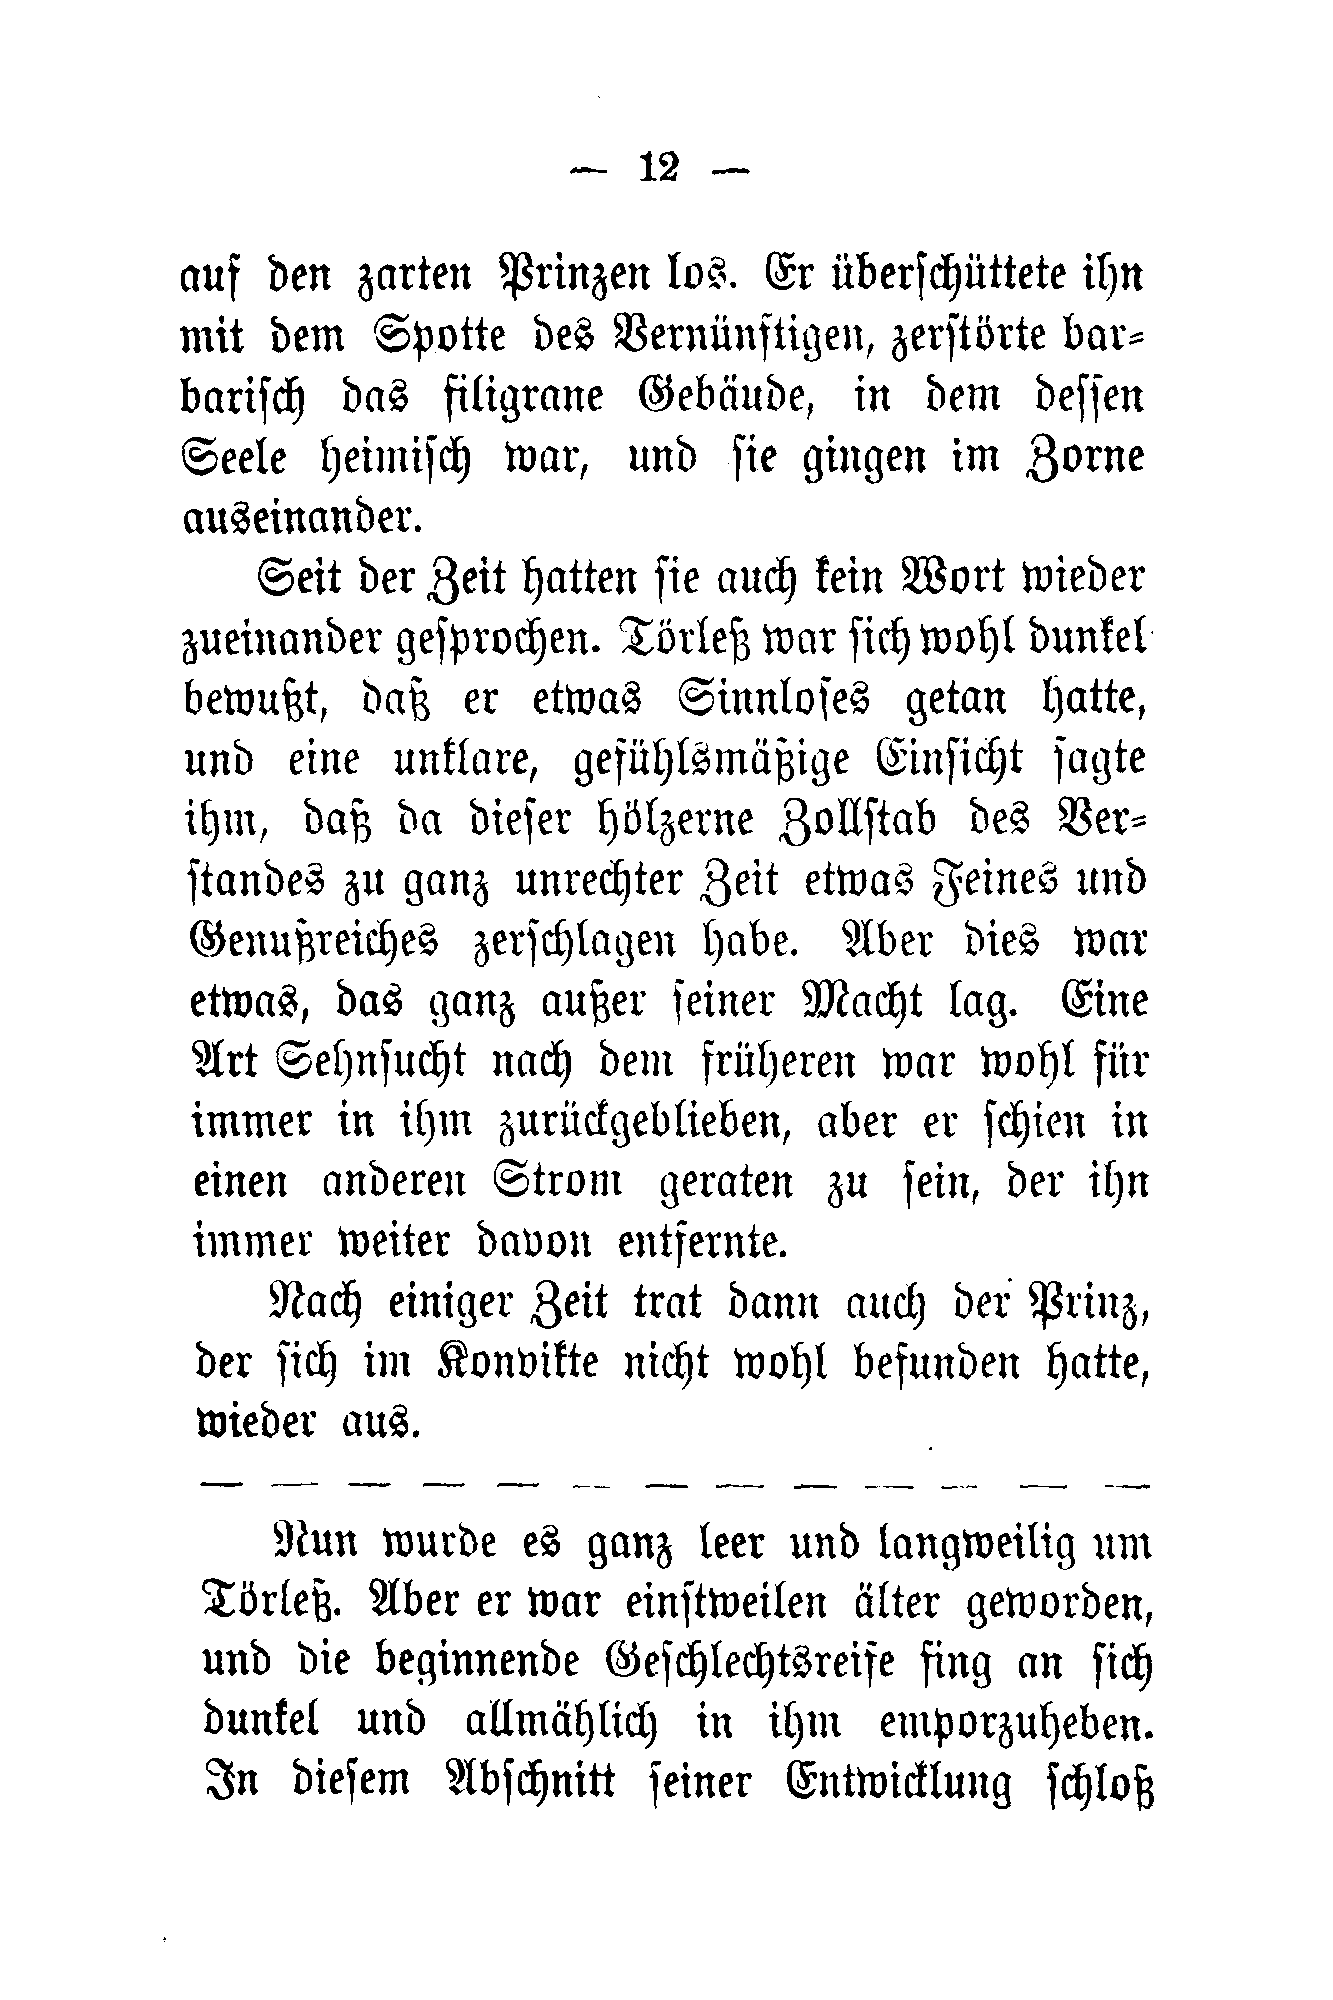 — 12 —
auf den zarten Prinzen los. Er überschüttete ihn
mit dem Spotte des Vernünftigen, zerstörte bar-
barisch das filigrane Gebäude, in dem dessen
Seele heimisch war, und sie gingen im Zorne
auseinander.
Seit der Zeit hatten sie auch kein Wort wieder
zueinander gesprochen. Törleß war sich wohl dunkel
bewußt, daß er etwas Sinnloses getan hatte,
und eine unklare, gefühlsmäßige Einsicht sagte
ihm, daß da dieser hölzerne Zollstab des Ver-
standes zu ganz unrechter Zeit etwas Feines und
Genußreiches zerschlagen habe. Aber dies war
etwas, das ganz außer seiner Macht lag. Eine
Art Sehnsucht nach dem früheren war wohl für
immer in ihm zurückgeblieben, aber er schien in
einen anderen Strom geraten zu sein, der ihn
immer weiter davon entfernte.
Nach einiger Zeit trat dann auch der Prinz,
der sich im Konvikte nicht wohl befunden hatte,
wieder aus.
— — — — — — — — — — — — —
Nun wurde es ganz leer und langweilig um
Törleß. Aber er war einstweilen älter geworden,
und die beginnende Geschlechtsreife fing an sich
dunkel und allmählich in ihm emporzuheben.
In diesem Abschnitt seiner Entwicklung schloß